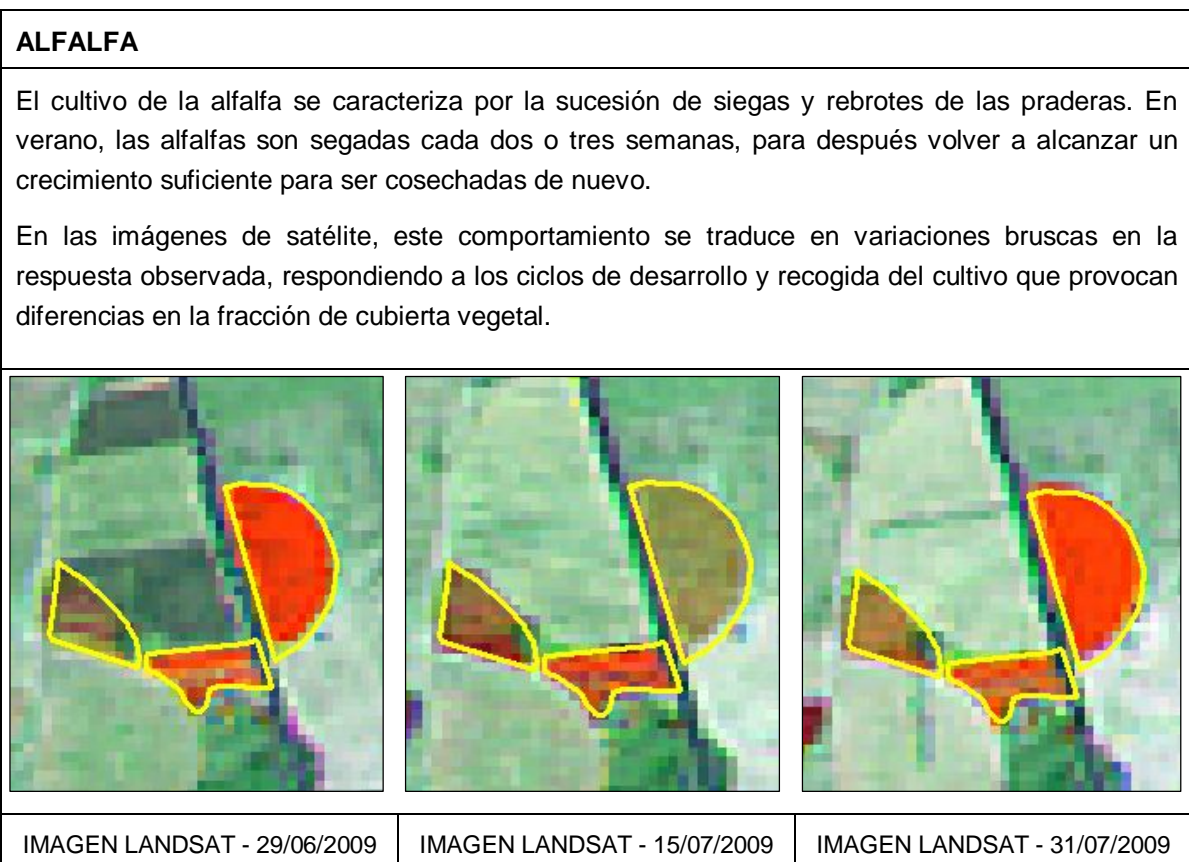 ALFALFA
El cultivo de la alfalfa se caracteriza por la sucesión de siegas y rebrotes de las praderas. En
verano, las alfalfas son segadas cada dos o tres semanas, para después volver a alcanzar un
crecimiento suficiente para ser cosechadas de nuevo.
En las imágenes de satélite, este comportamiento se traduce en variaciones bruscas en la
respuesta observada, respondiendo a los ciclos de desarrollo y recogida del cultivo que provocan
diferencias en la fracción de cubierta vegetal.
IMAGEN LANDSAT - 29/06/2009
IMAGEN LANDSAT - 15/07/2009
IMAGEN LANDSAT - 31/07/2009